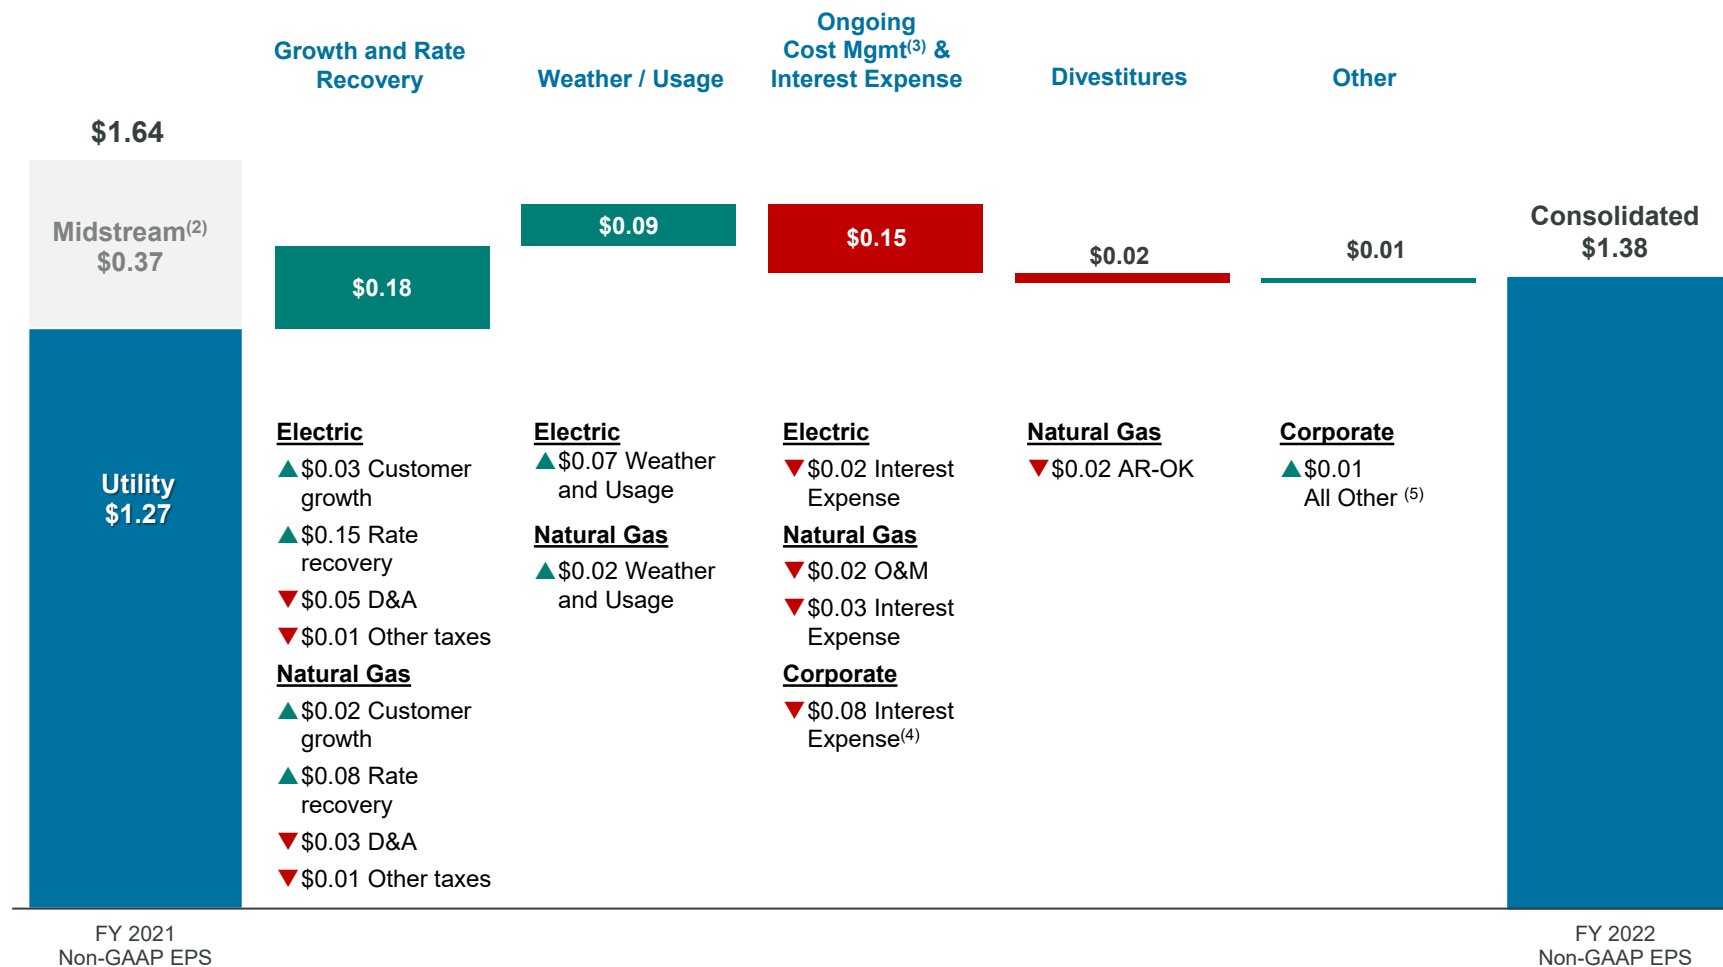 Growth and Rate
Recovery
Weather / Usage
Ongoing
Cost Mgmt(3) &
Interest Expense
Divestitures
Other
$1.64
Midstream(2)
$0.37
Utility
$1.27
$0.18
$0.09
$0.15
$0.02
$0.01
Consolidated
$1.38
Electric
$0.03 Customer
growth
$0.15 Rate
recovery
$0.05 D&A
$0.01 Other taxes
Natural Gas
$0.02 Customer
growth
$0.08 Rate
recovery
$0.03 D&A
$0.01 Other taxes
Electric
$0.07 Weather
and Usage
Natural Gas
$0.02 Weather
and Usage
Electric
$0.02 Interest
Expense
Natural Gas
$0.02 O&M
$0.03 Interest
Expense
Corporate
$0.08 Interest
Expense(4)
Natural Gas
$0.02 AR-OK
Corporate
$0.01
All Other (5)
FY 2021
Non-GAAP EPS
FY 2022
Non-GAAP EPS